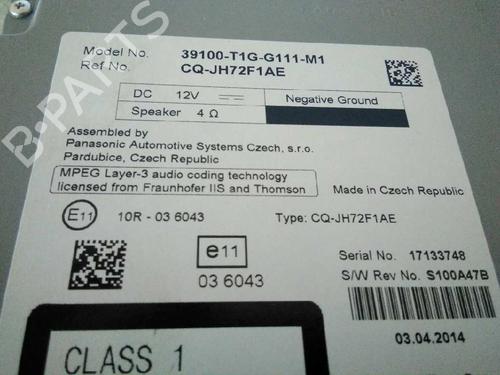 Model No. 39100-T1G-G111-M1
Ref No. CQ-JH72F1AE
DC 12V Negative Ground
Speaker 4 Ω
Assembled by
Panasonic Automotive Systems Czech, s.r.o.
Pardubice, Czech Republic
MPEG Layer-3 audio coding technology
licensed from Fraunhofer IIS and Thomson
Made in Czech Republic
E11 10R - 03 6043 Type: CQ-JH72F1AE
e11
03 6043
Serial No. 17133748
S/W Rev No. S100A47B
03.04.2014
CLASS 1
B-PARTS